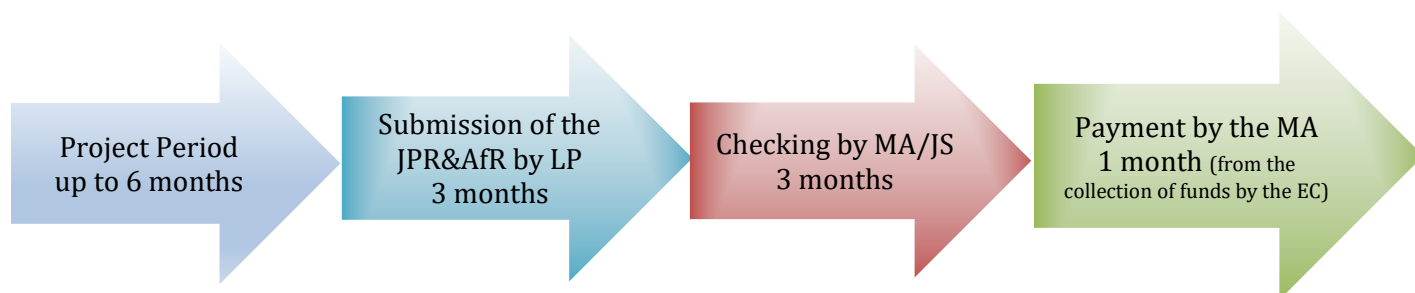 Project Period
up to 6 months
Submission of the
JPR&AfR by LP
3 months
Checking by MA/JS
3 months
Payment by the MA
1 month (from the
collection of funds by the EC)